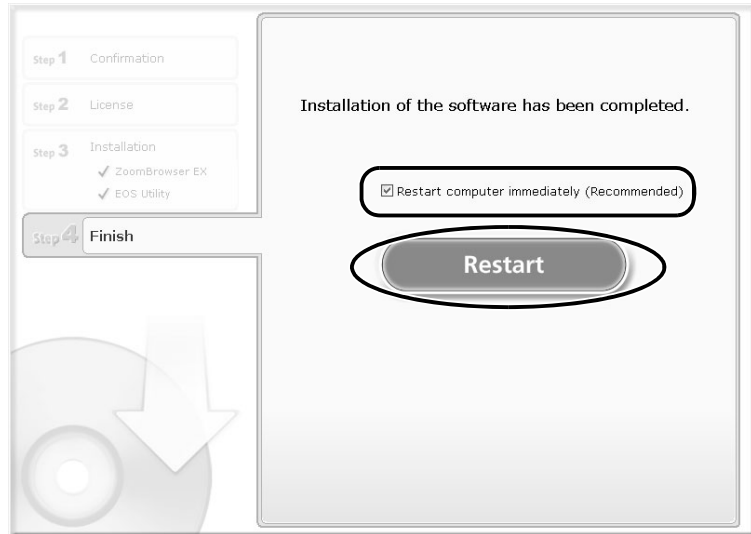 Step 1 Confirmation
Step 2 License
Step 3 Installation
ZoomBrowser EX
EOS Utility
Step 4 Finish
Installation of the software has been completed.
Restart computer immediately (Recommended)
Restart